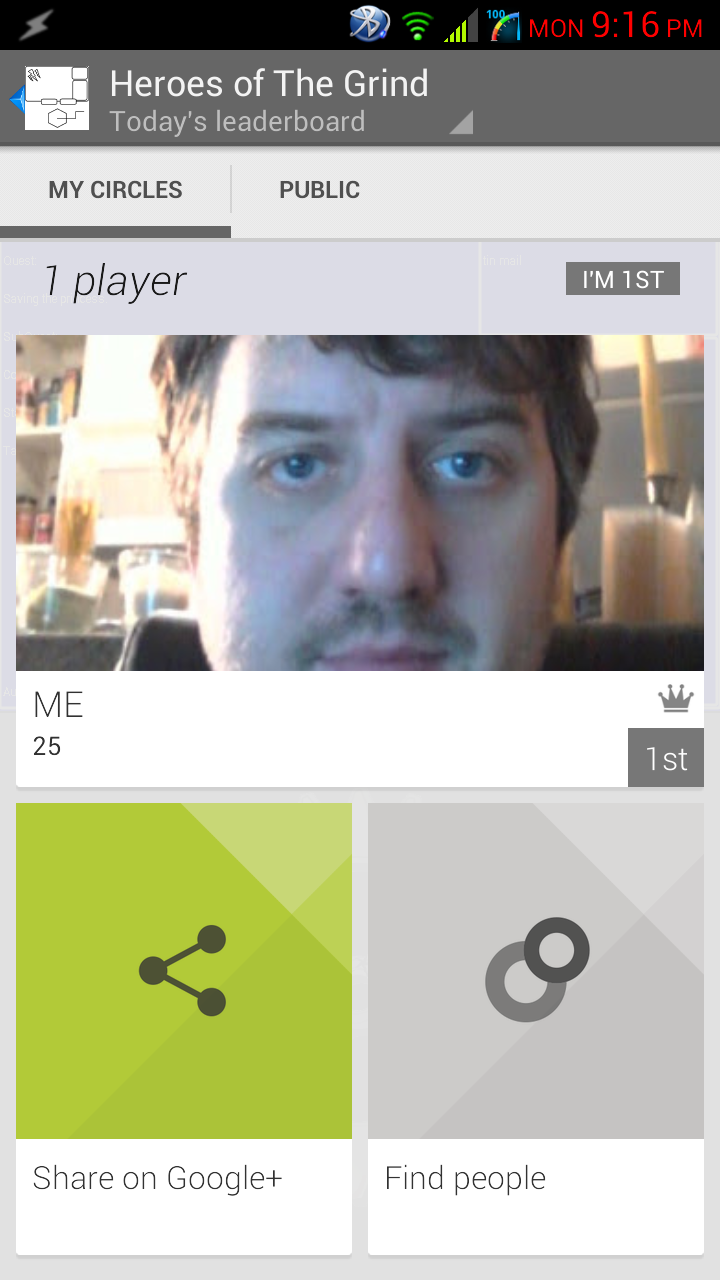 100
MON 9:16 PM
Heroes of The Grind
Today's leaderboard
MY CIRCLES
PUBLIC
1 player
I'M 1ST
ME
25
1st
Share on Google+
Find people